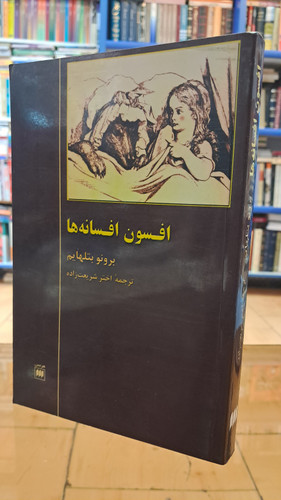 افسون افسانه‌ها
برونو بتلهایم
ترجمه اختر شریعت‌زاده